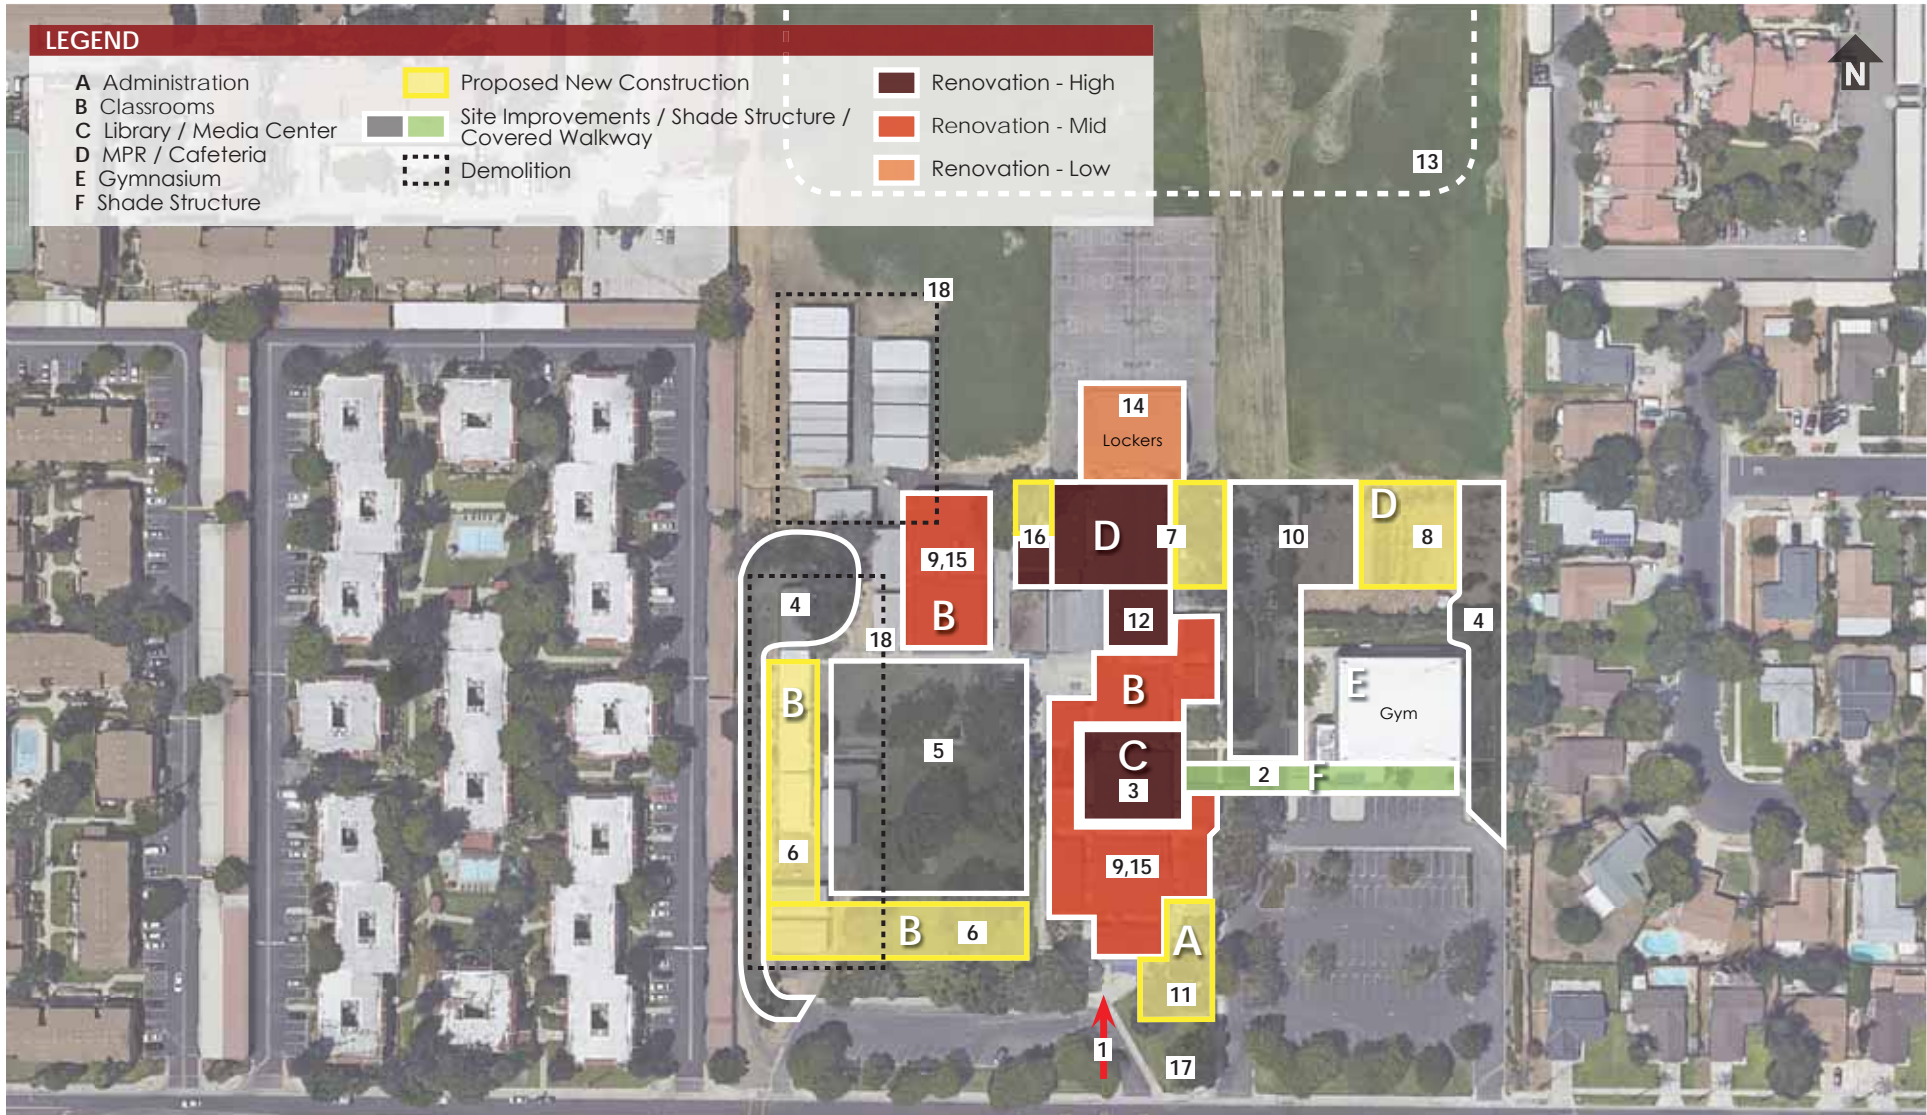 LEGEND
A Administration
B Classrooms
C Library / Media Center
D MPR / Cafeteria
E Gymnasium
F Shade Structure
Proposed New Construction
Site Improvements / Shade Structure /
Covered Walkway
Demolition
Renovation - High
Renovation - Mid
Renovation - Low
N
13
18
14
Lockers
D
16
D
7
10
8
9,15
B
4
12
4
18
B
B
E
Gym
5
C
3
2
F
6
9,15
B
6
A
11
1
17